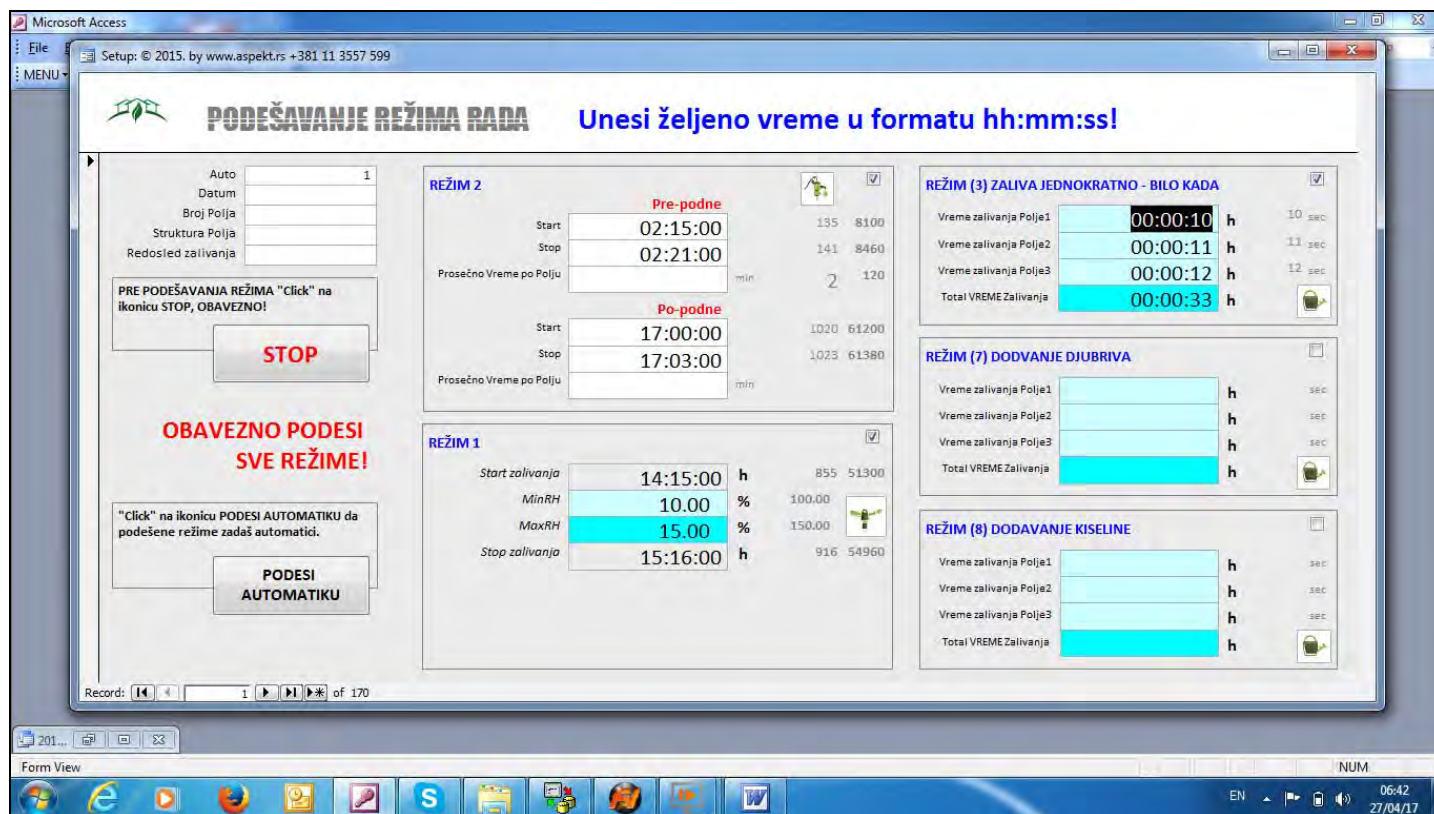 Microsoft Access
File
MENU
Setup: © 2015. by www.aspekt.rs +381 11 3557 599
PODEŠAVANJE REŽIMA RADA
Unesi željeno vreme u formatu hh:mm:ss!
Auto 1
Datum
Broj Polja
Struktura Polja
Redosled zalivanja
PRE PODEŠAVANJA REŽIMA "Click" na
ikonicu STOP, OBAVEZNO!
STOP
OBAVEZNO PODESI
SVE REŽIME!
"Click" na ikonicu PODESI AUTOMATIKU da
podešene režime zadaš automatici.
PODESI
AUTOMATIKU
REŽIM 2
Pre-podne
Start 02:15:00 135 8100
Stop 02:21:00 141 8460
Prosečno Vreme po Polju min 2 120
Po-podne
Start 17:00:00 1020 61200
Stop 17:03:00 1023 61380
Prosečno Vreme po Polju min
REŽIM 1
Start zalivanja 14:15:00 h 855 51300
MinRH 10.00 % 100.00
MaxRH 15.00 % 150.00
Stop zalivanja 15:16:00 h 916 54960
REŽIM (3) ZALIVA JEDNOKRATNO - BILO KADA
Vreme zalivanja Polje1 00:00:10 h 10 sec
Vreme zalivanja Polje2 00:00:11 h 11 sec
Vreme zalivanja Polje3 00:00:12 h 12 sec
Total VREME Zalivanja 00:00:33 h
REŽIM (7) DODVANJE DJUBRIVA
Vreme zalivanja Polje1 h sec
Vreme zalivanja Polje2 h sec
Vreme zalivanja Polje3 h sec
Total VREME Zalivanja h
REŽIM (8) DODAVANJE KISELINE
Vreme zalivanja Polje1 h sec
Vreme zalivanja Polje2 h sec
Vreme zalivanja Polje3 h sec
Total VREME Zalivanja h
Record: 1 of 170
201...
Form View
NUM
EN
06:42
27/04/17